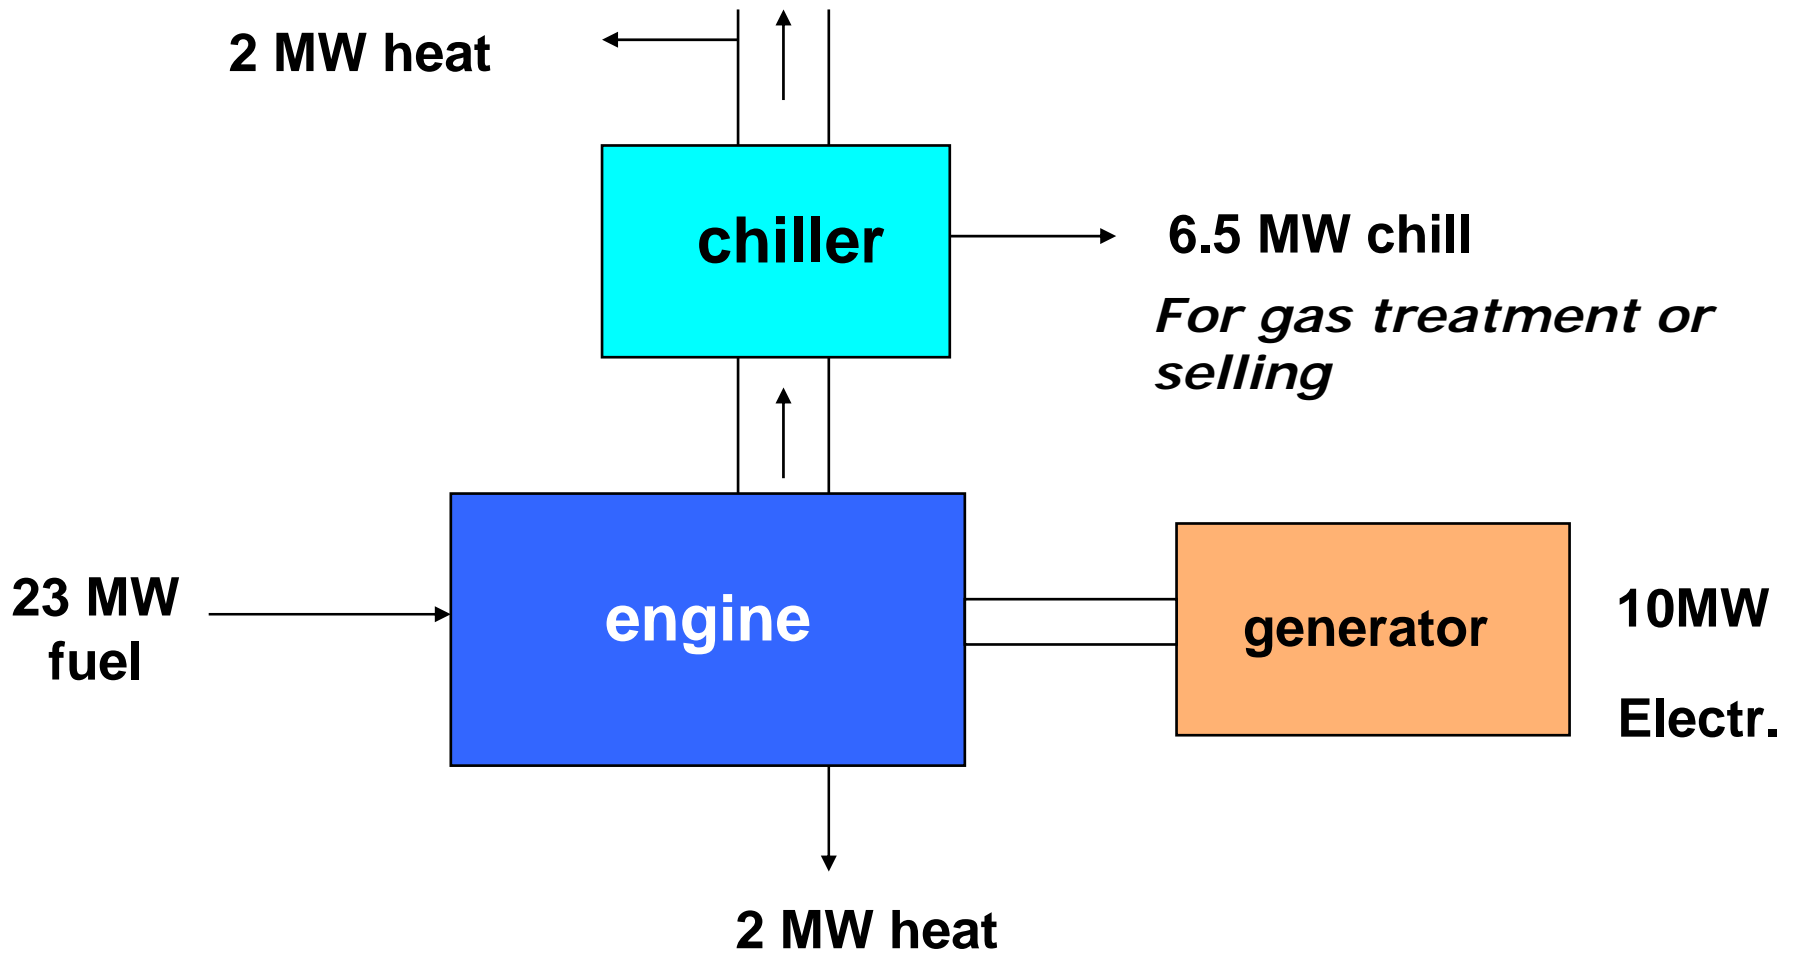 2 MW heat
chiller
6.5 MW chill
For gas treatment or
selling
23 MW
fuel
engine
generator
10MW
Electr.
2 MW heat